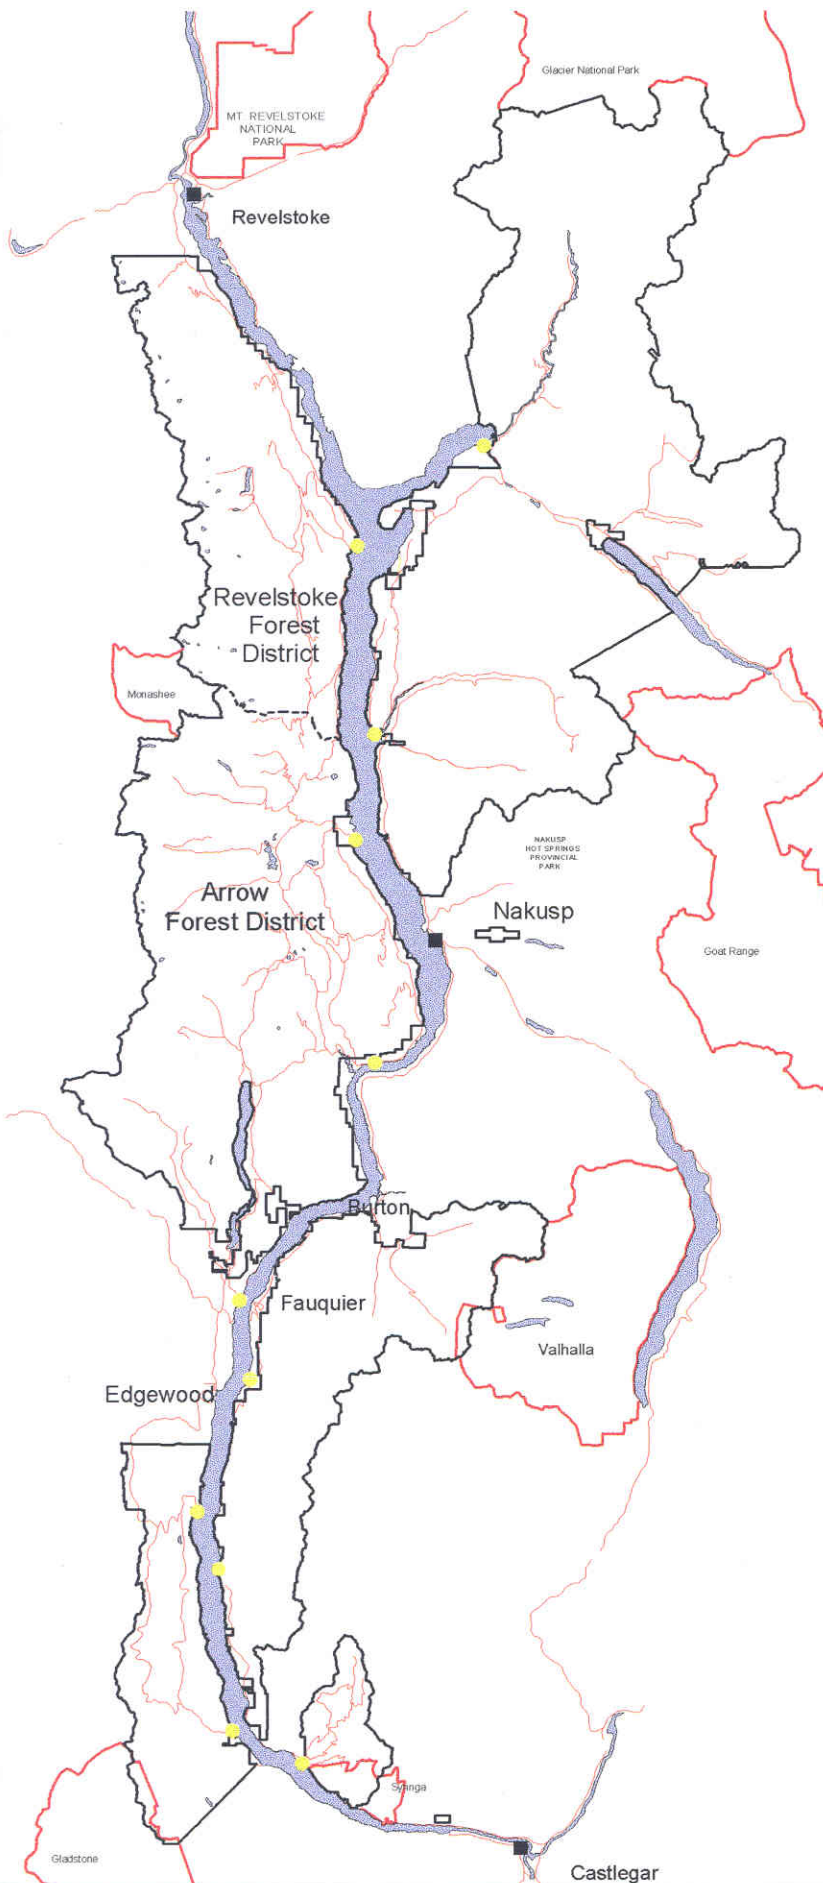 Glacier National Park
MT REVELSTOKE
NATIONAL
PARK
Revelstoke
Revelstoke
Forest
District
Monashee
NAKUSP
HOT SPRINGS
PROVINCIAL
PARK
Arrow
Forest District
Nakusp
Goat Range
Burton
Fauquier
Valhalla
Edgewood
Syringa
Gladstone
Castlegar